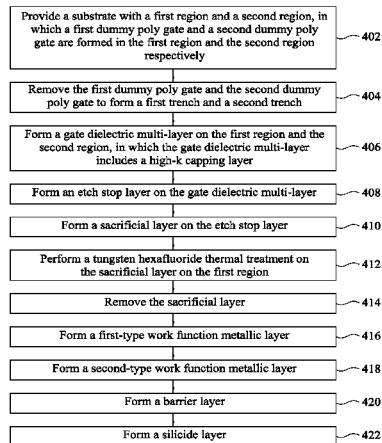 Provide a substrate with a first region and a second region, in
which a first dummy poly gate and a second dummy poly
gate are formed in the first region and the second region
respectively
402
Remove the first dummy poly gate and the second dummy
poly gate to form a first trench and a second trench
404
Form a gate dielectric multi-layer on the first region and the
second region, in which the gate dielectric multi-layer
includes a high-k capping layer
406
Form an etch stop layer on the gate dielectric multi-layer
408
Form a sacrificial layer on the etch stop layer
410
Perform a tungsten hexafluoride thermal treatment on
the sacrificial layer on the first region
412
Remove the sacrificial layer
414
Form a first-type work function metallic layer
416
Form a second-type work function metallic layer
418
Form a barrier layer
420
Form a silicide layer
422